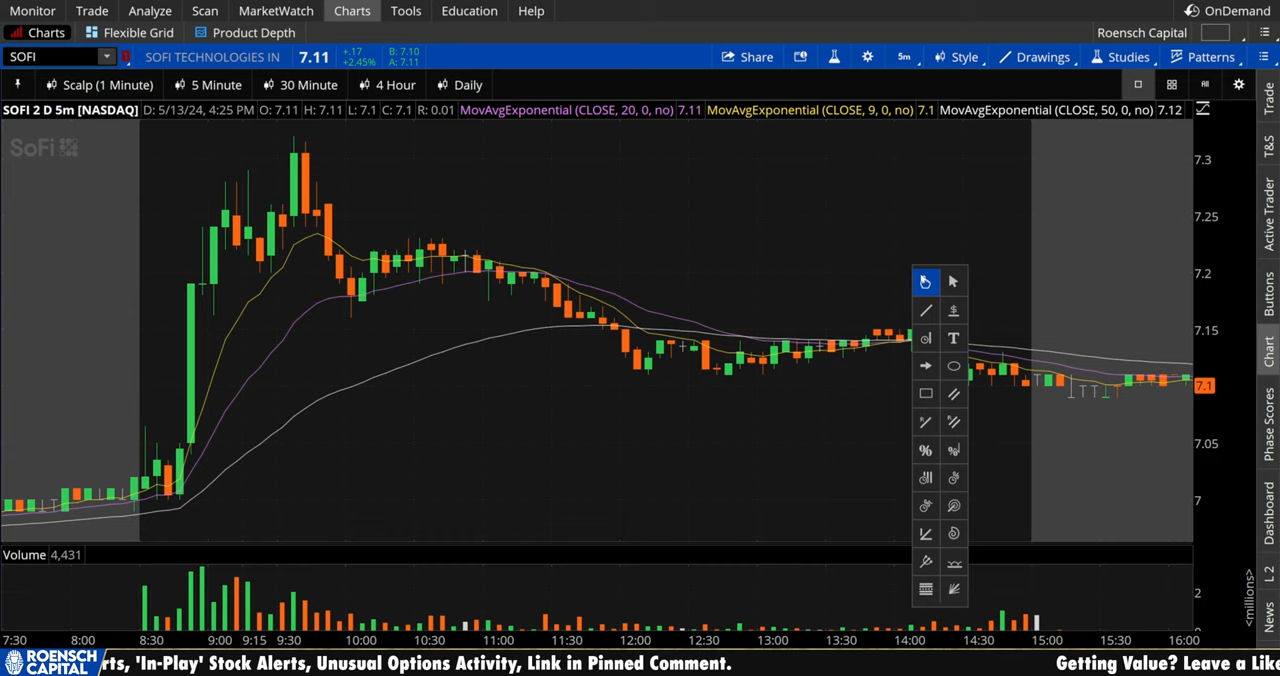 Monitor Trade Analyze Scan MarketWatch Charts Tools Education Help OnDemand
Charts Flexible Grid Product Depth Roensch Capital
SOFI SOFI TECHNOLOGIES IN 7.11 +.17 +2.45% B: 7.10 A: 7.11 Share 5m Style Drawings Studies Patterns
Scalp (1 Minute) 5 Minute 30 Minute 4 Hour Daily All
SOFI 2 D 5m [NASDAQ] D: 5/13/24, 4:25 PM O: 7.11 H: 7.11 L: 7.1 C: 7.1 R: 0.01 MovAvgExponential (CLOSE, 20, 0, no) 7.11 MovAvgExponential (CLOSE, 9, 0, no) 7.1 MovAvgExponential (CLOSE, 50, 0, no) 7.12
SoFi
7.3
7.25
7.2
7.15
7.1
7.05
7
Trade
T&S
Active Trader
Buttons
Chart
Phase Scores
Dashboard
L 2
News
Volume 4,431
2
<millions>
7:30 8:00 8:30 9:00 9:15 9:30 10:00 10:30 11:00 11:30 12:00 12:30 13:00 13:30 14:00 14:30 15:00 15:30 16:00
ROENSCH
CAPITAL
rts, 'In-Play' Stock Alerts, Unusual Options Activity, Link in Pinned Comment. Getting Value? Leave a Like